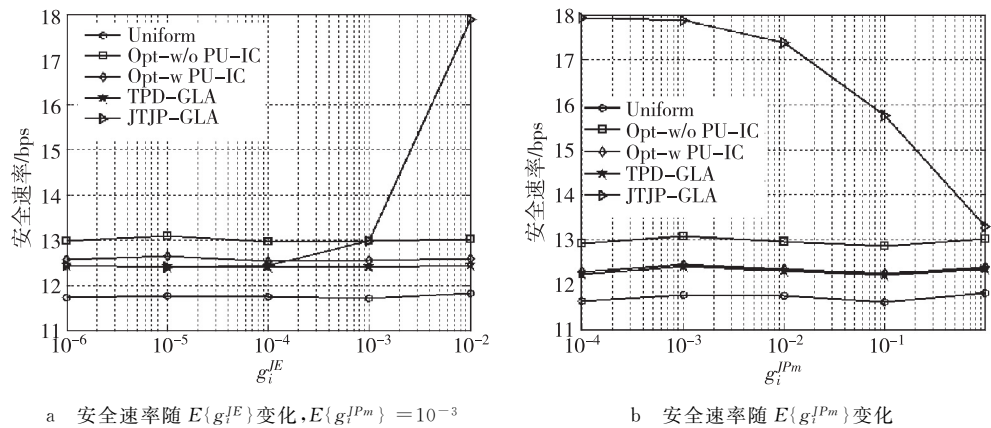 18
17
16
15
14
13
12
11
安全速率/bps
Uniform
Opt-w/o PU-IC
Opt-w PU-IC
TPD-GLA
JTJP-GLA
10⁻⁶ 10⁻⁵ 10⁻⁴ 10⁻³ 10⁻²
g_i^{JE}
a 安全速率随 E{g_i^{JE}}变化,E{g_i^{JPm}} =10⁻³
18
17
16
15
14
13
12
11
安全速率/bps
Uniform
Opt-w/o PU-IC
Opt-w PU-IC
TPD-GLA
JTJP-GLA
10⁻⁴ 10⁻³ 10⁻² 10⁻¹
g_i^{JPm}
b 安全速率随 E{g_i^{JPm}}变化